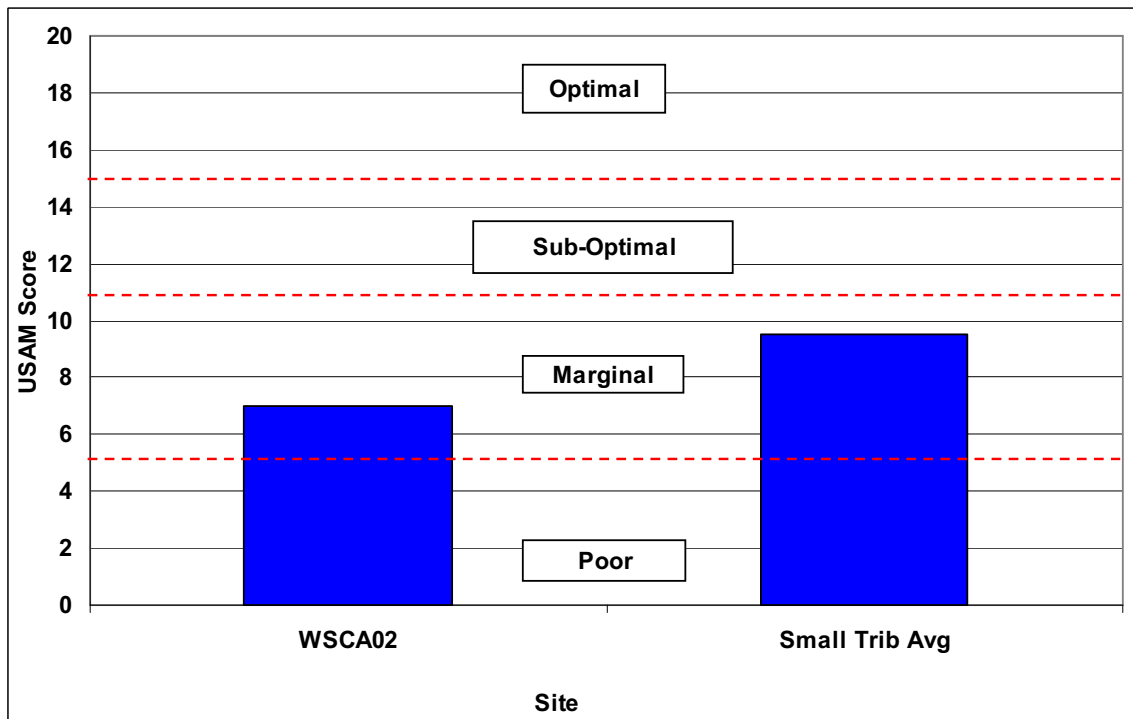 20
18
16
14
12
10
8
6
4
2
0
USAM Score
Optimal
Sub-Optimal
Marginal
Poor
WSCA02
Small Trib Avg
Site